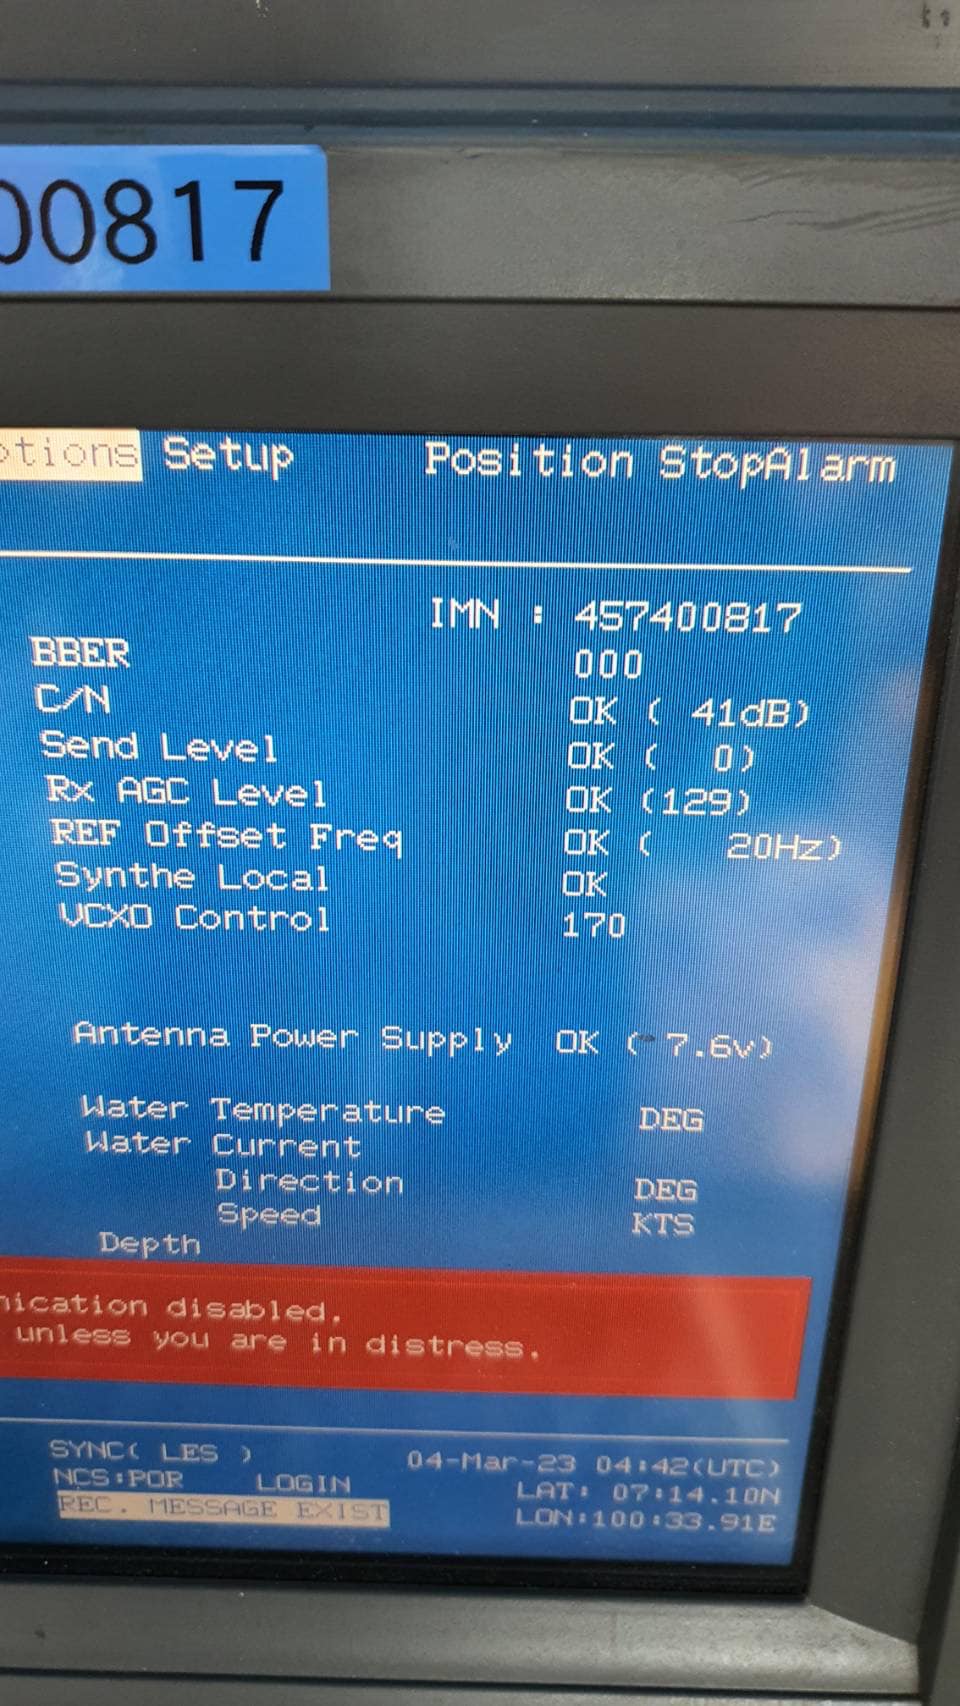 00817
Setup Position StopAlarm
IMN : 457400817
BBER 000
C/N OK ( 41dB)
Send Level OK ( 0)
Rx AGC Level OK (129)
REF Offset Freq OK ( 20Hz)
Synthe Local OK
VCXO Control 170
Antenna Power Supply OK ( 7.6v)
Water Temperature DEG
Water Current
Direction DEG
Speed KTS
Depth
disabled.
unless you are in distress.
SYNC( LES ) 04-Mar-23 04:42(UTC)
NCS:POR LOGIN LAT: 07:14.10N
REC. MESSAGE EXIST LON:100:33.91E